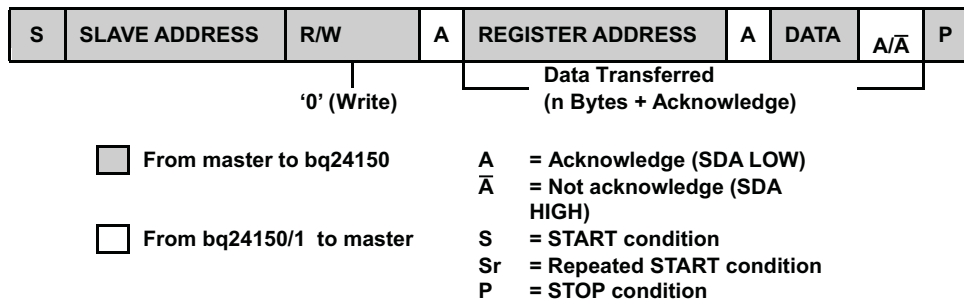 S SLAVE ADDRESS R/W A REGISTER ADDRESS A DATA A/A̅ P
‘0’ (Write)
Data Transferred
(n Bytes + Acknowledge)
From master to bq24150
From bq24150/1 to master
A = Acknowledge (SDA LOW)
A̅ = Not acknowledge (SDA
HIGH)
S = START condition
Sr = Repeated START condition
P = STOP condition